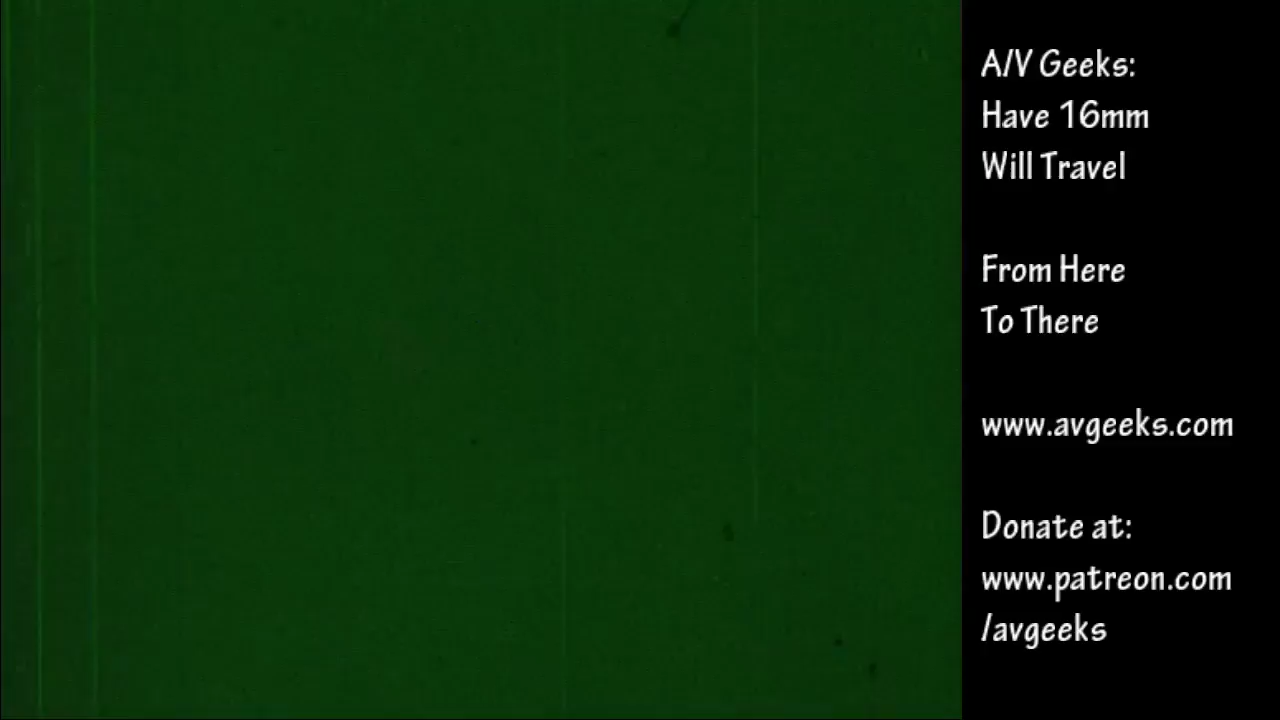 A/V Geeks:
Have 16mm
Will Travel
From Here
To There
www.avgeeks.com
Donate at:
www.patreon.com
/avgeeks